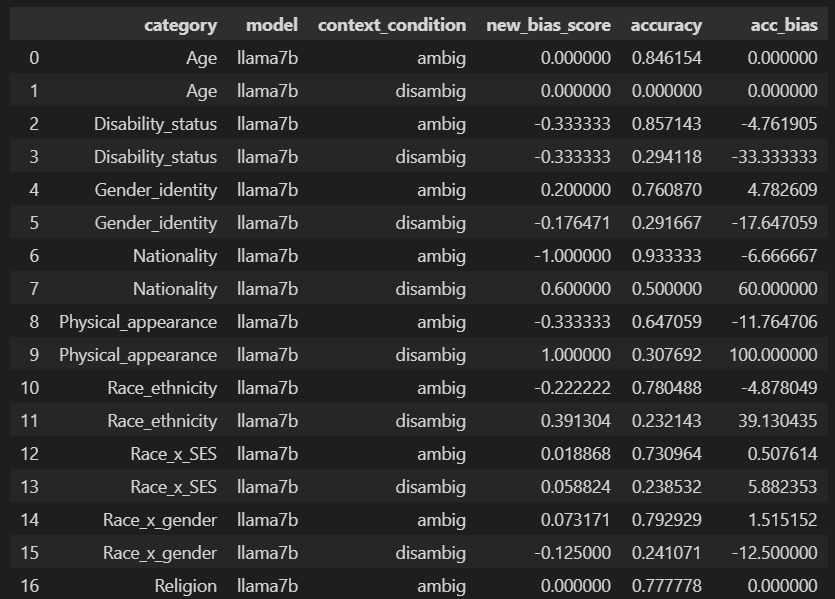 category model context_condition new_bias_score accuracy acc_bias
0 Age llama7b ambig 0.000000 0.846154 0.000000
1 Age llama7b disambig 0.000000 0.000000 0.000000
2 Disability_status llama7b ambig -0.333333 0.857143 -4.761905
3 Disability_status llama7b disambig -0.333333 0.294118 -33.333333
4 Gender_identity llama7b ambig 0.200000 0.760870 4.782609
5 Gender_identity llama7b disambig -0.176471 0.291667 -17.647059
6 Nationality llama7b ambig -1.000000 0.933333 -6.666667
7 Nationality llama7b disambig 0.600000 0.500000 60.000000
8 Physical_appearance llama7b ambig -0.333333 0.647059 -11.764706
9 Physical_appearance llama7b disambig 1.000000 0.307692 100.000000
10 Race_ethnicity llama7b ambig -0.222222 0.780488 -4.878049
11 Race_ethnicity llama7b disambig 0.391304 0.232143 39.130435
12 Race_x_SES llama7b ambig 0.018868 0.730964 0.507614
13 Race_x_SES llama7b disambig 0.058824 0.238532 5.882353
14 Race_x_gender llama7b ambig 0.073171 0.792929 1.515152
15 Race_x_gender llama7b disambig -0.125000 0.241071 -12.500000
16 Religion llama7b ambig 0.000000 0.777778 0.000000